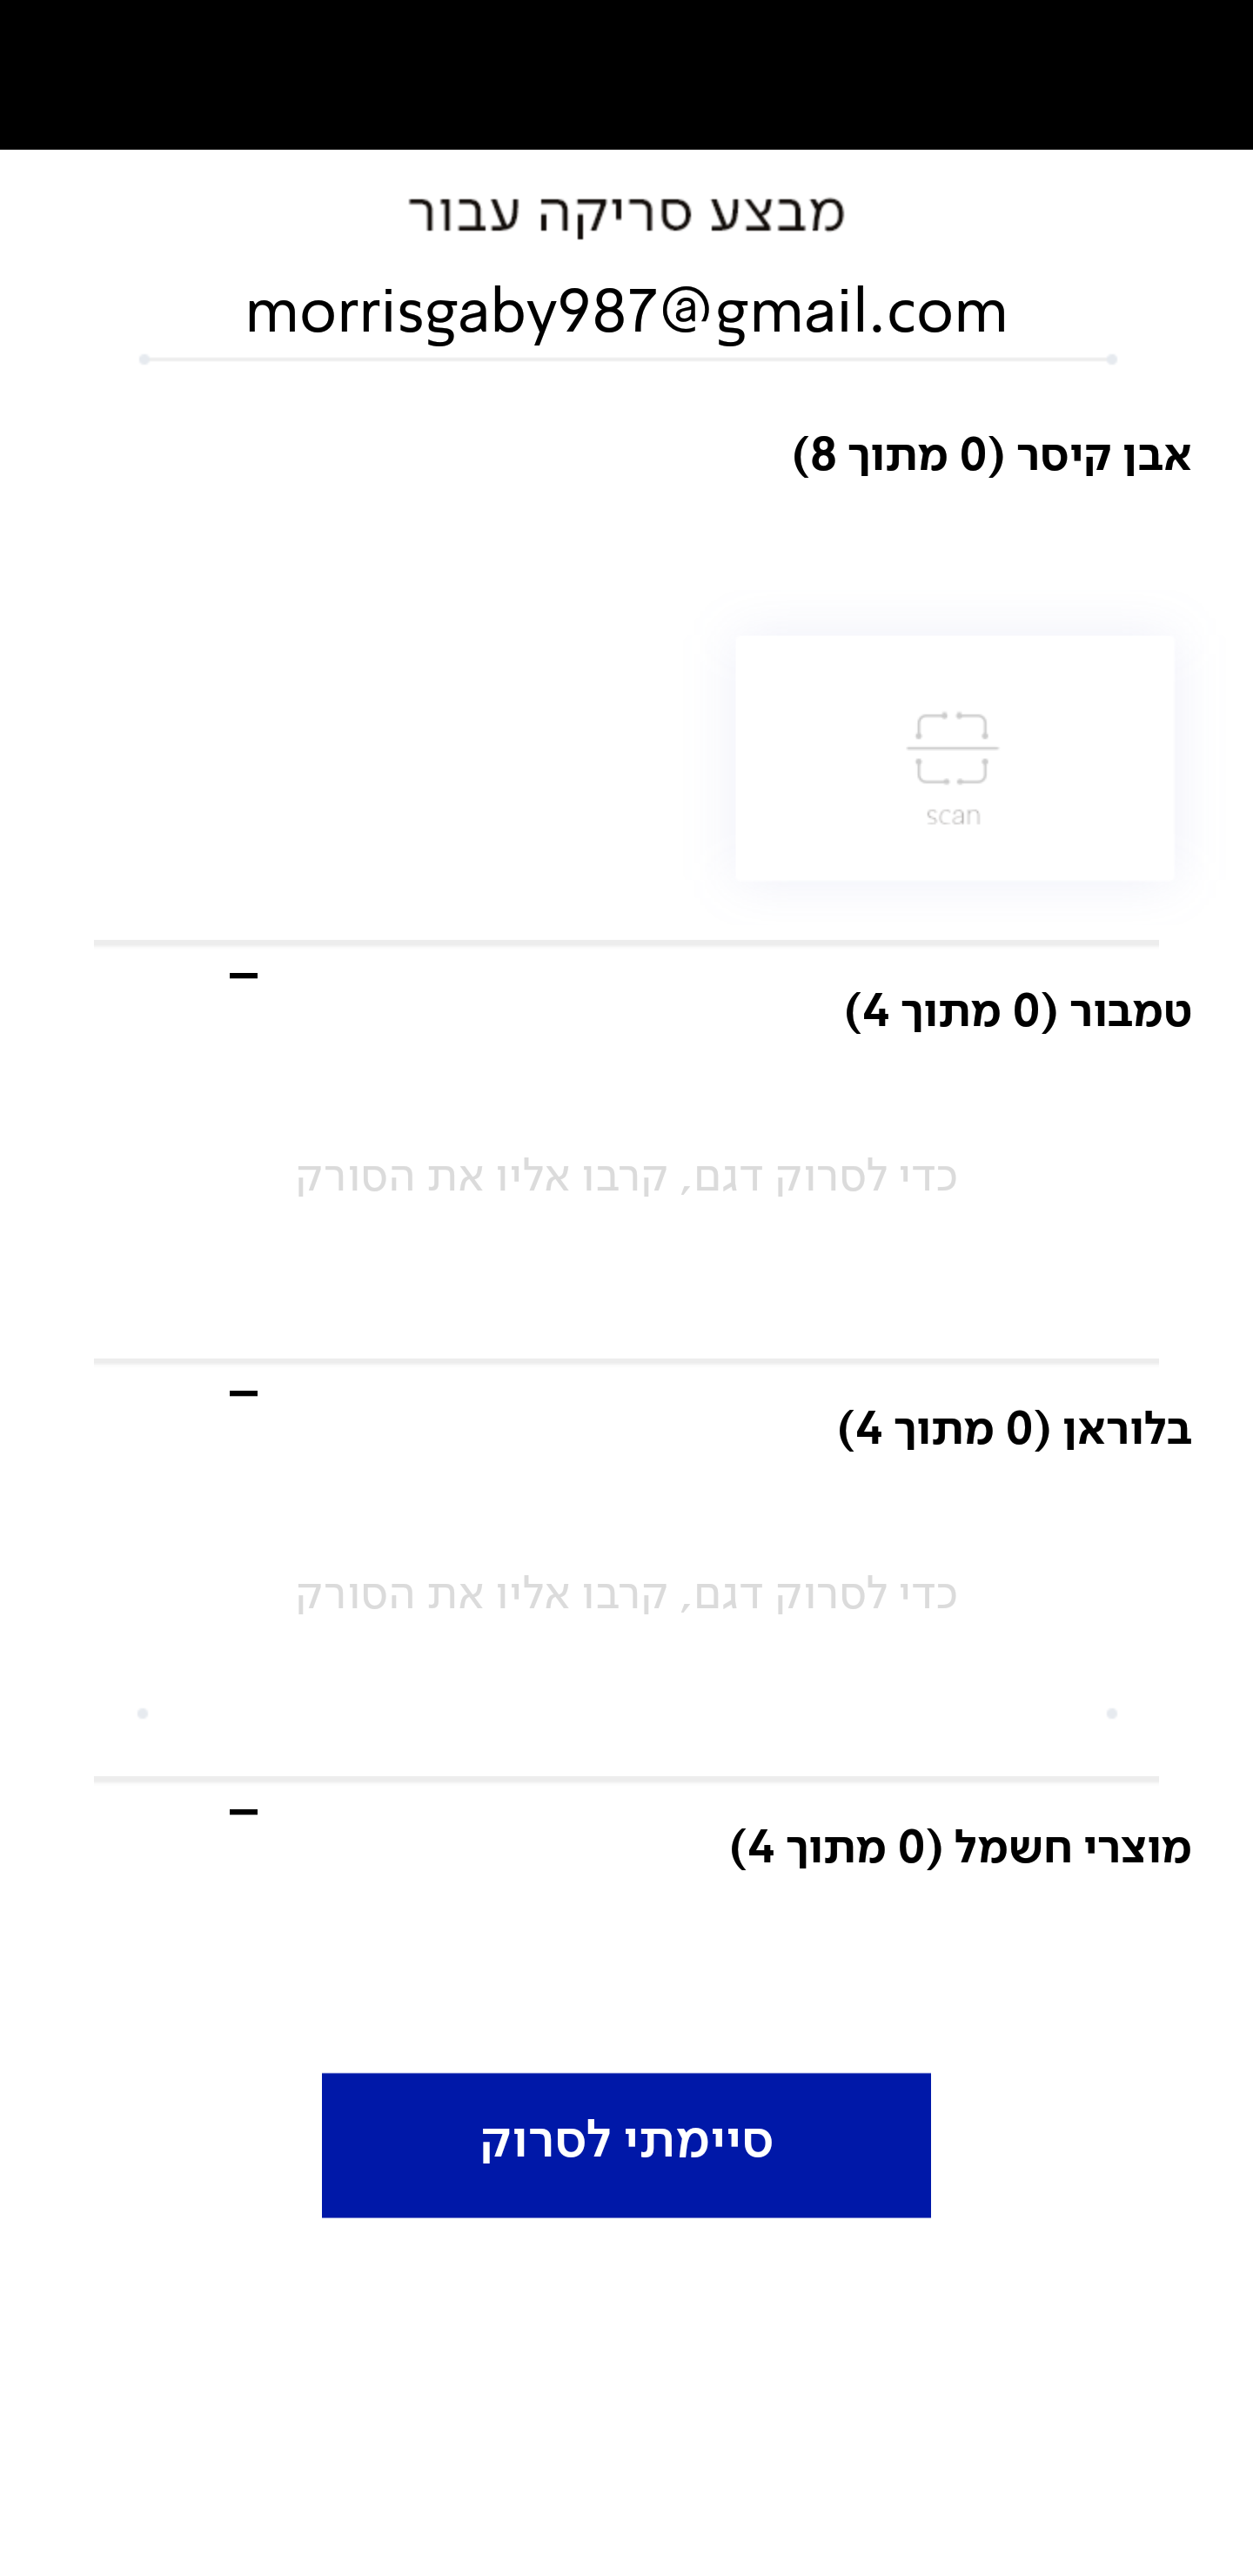 מבצע סריקה עבור
morrisgaby987@gmail.com
אבן קיסר (0 מתוך 8)
scan
טמבור (0 מתוך 4)
כדי לסרוק דגם, קרבו אליו את הסורק
בלוראן (0 מתוך 4)
כדי לסרוק דגם, קרבו אליו את הסורק
מוצרי חשמל (0 מתוך 4)
סיימתי לסרוק